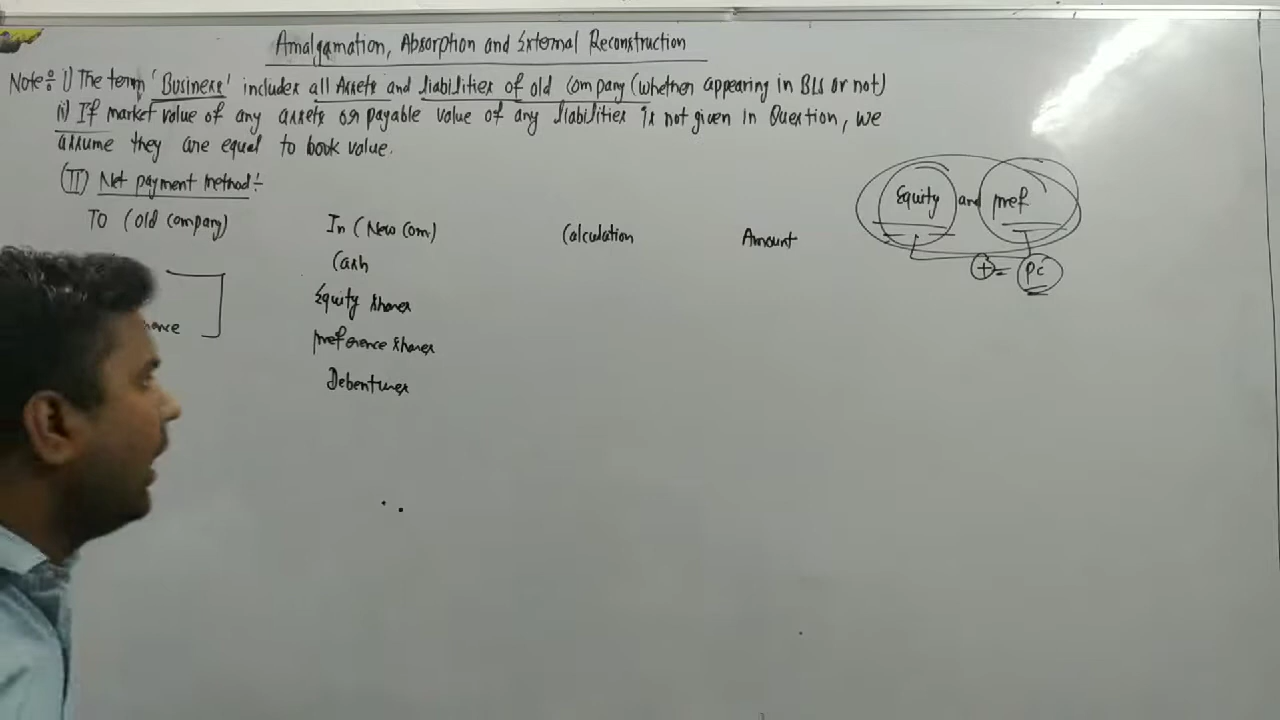 Amalgamation, Absorption and External Reconstruction
Note: i) The term 'Business' includes all Assets and liabilities of old company (whether appearing in B/S or not)
ii) If market value of any assets or payable value of any liabilities is not given in Question, we
assume they are equal to book value.
(II) Net payment method:-
To (old company) In (New Com) Calculation Amount
Equity and pref
+ = PC
Cash
Equity shares
Preference shares
Debentures